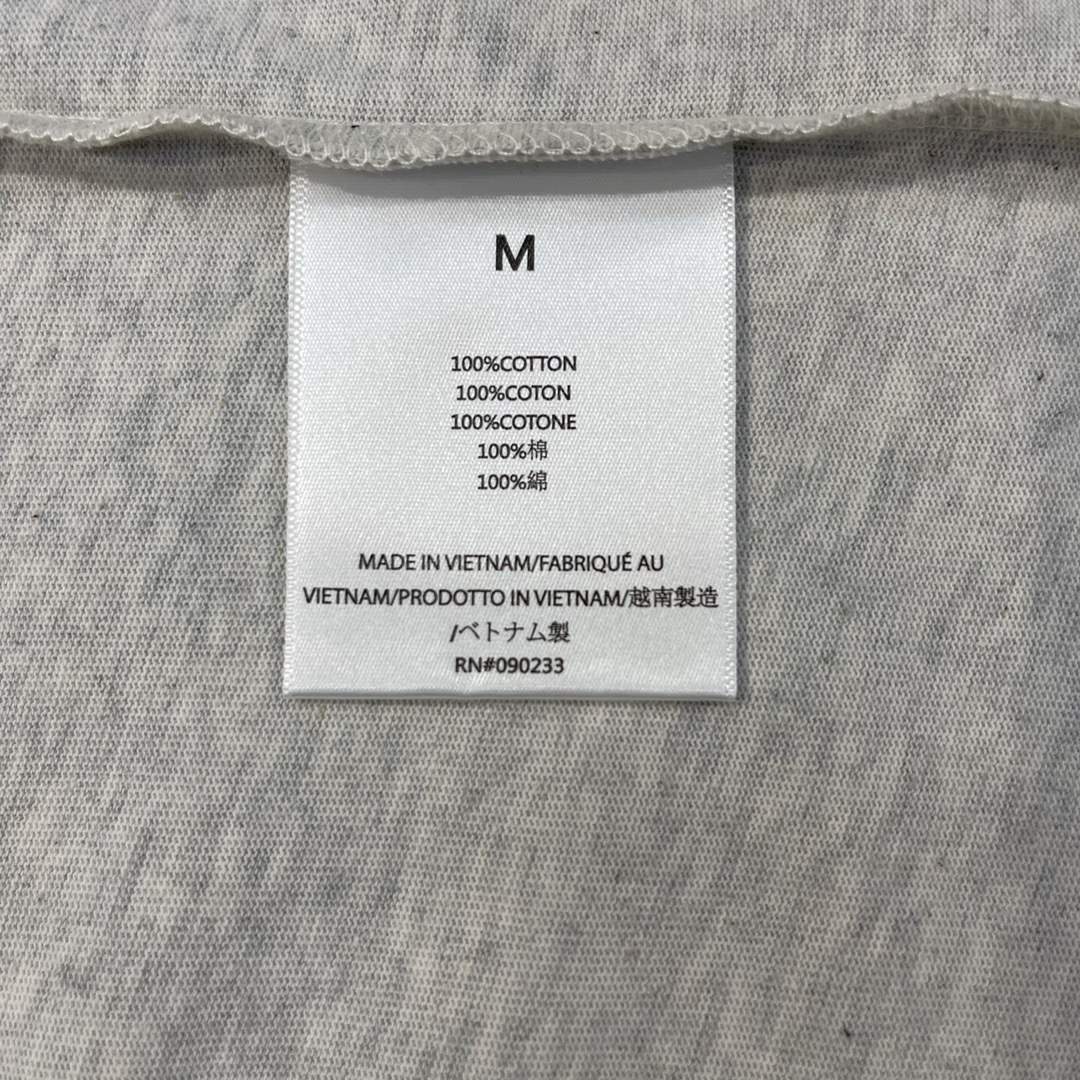 M
100%COTTON
100%COTON
100%COTONE
100%棉
100%綿
MADE IN VIETNAM/FABRIQUÉ AU
VIETNAM/PRODOTTO IN VIETNAM/越南製造
/ベトナム製
RN#090233